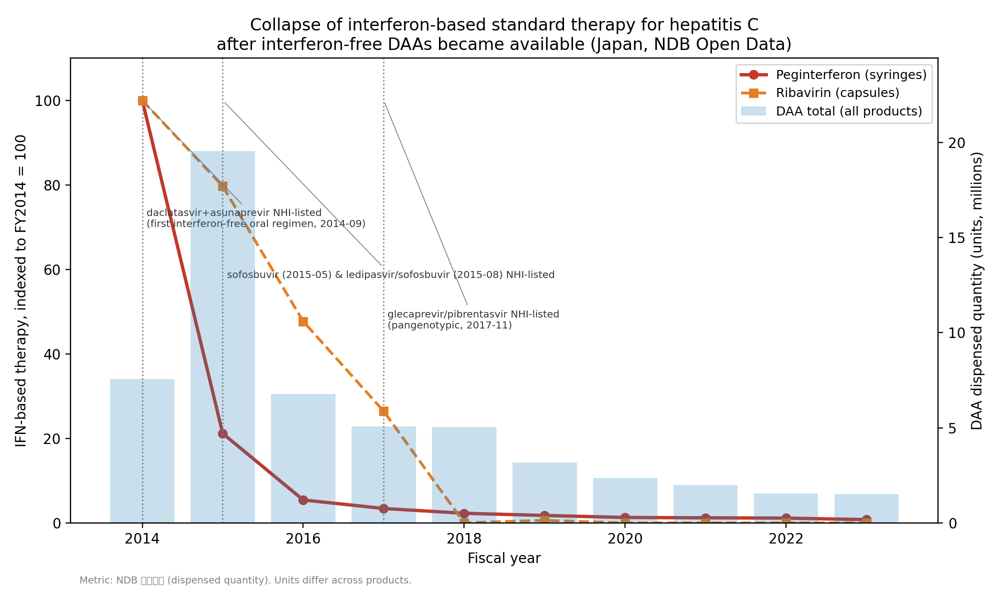 Collapse of interferon-based standard therapy for hepatitis C
after interferon-free DAAs became available (Japan, NDB Open Data)
Peginterferon (syringes)
Ribavirin (capsules)
DAA total (all products)
IFN-based therapy, indexed to FY2014 = 100
100
80
60
40
20
0
daclatasvir+asunaprevir NHI-listed
(first interferon-free oral regimen, 2014-09)
sofosbuvir (2015-05) & ledipasvir/sofosbuvir (2015-08) NHI-listed
glecaprevir/pibrentasvir NHI-listed
(pangenotypic, 2017-11)
20
15
10
5
0
DAA dispensed quantity (units, millions)
2014
2016
2018
2020
2022
Fiscal year
Metric: NDB (dispensed quantity). Units differ across products.